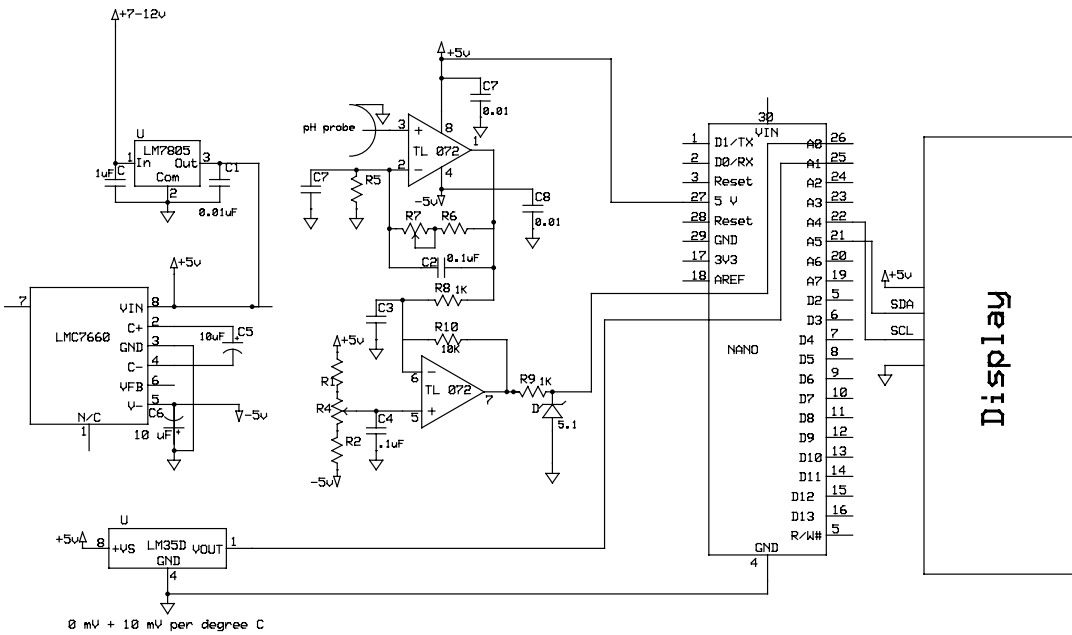 +7-12v
U
LM7805
1 In Out 3
Com
2
1uF C
C1
0.01uF
+5v
7
LMC7660
VIN 8
C+ 2
GND 3
C- 4
VFB 6
V- 5
N/C
1
10uF C5
C6
10 uF
-5v
+5v
C7
0.01
pH probe
3
8
1
TL 072
2
4
-5v
C8
0.01
C7
R5
R7 R6
C2 0.1uF
R8 1K
C3
R10
10K
+5v
R1
R4
R2
-5v
6
TL 072
5
7
C4
.1uF
R9 1K
D
5.1
U
+5v 8 +VS LM35D VOUT 1
GND
4
0 mV + 10 mV per degree C
30
VIN
1 D1/TX
2 D0/RX
3 Reset
27 5 V
28 Reset
29 GND
17 3V3
18 AREF
NANO
A0 26
A1 25
A2 24
A3 23
A4 22
A5 21
A6 20
A7 19
D2 5
D3 6
D4 7
D5 8
D6 9
D7 10
D8 11
D9 12
D10 13
D11 14
D12 15
D13 16
R/W# 5
GND
4
+5v
SDA
SCL
Display